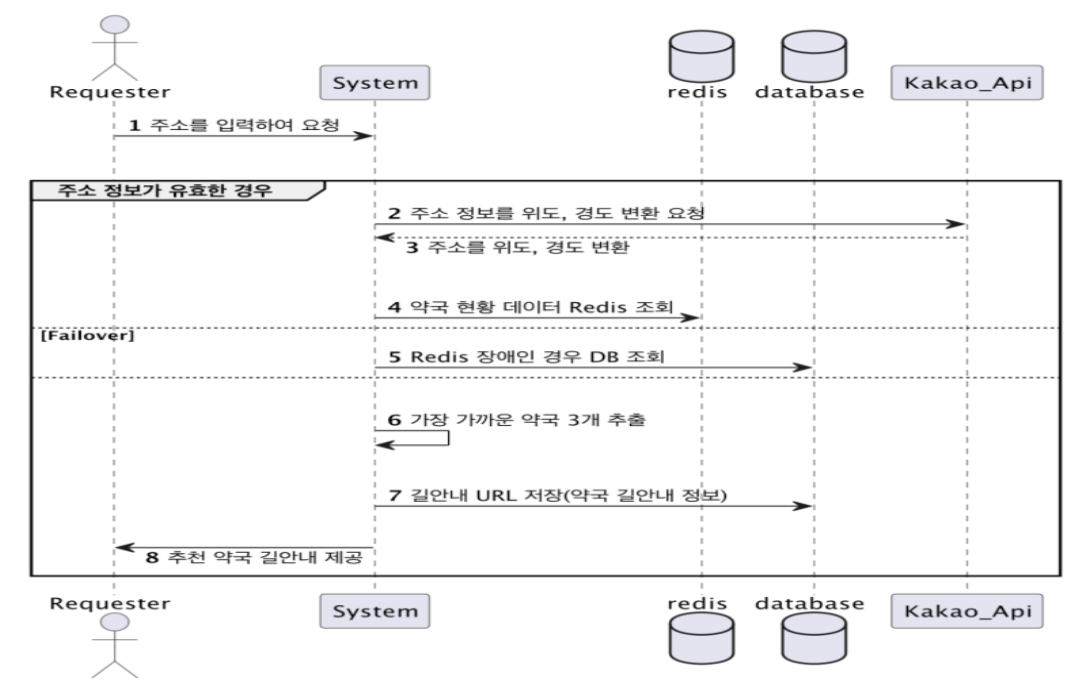 Requester
System
redis
database
Kakao_Api
1 주소를 입력하여 요청
주소 정보가 유효한 경우
2 주소 정보를 위도, 경도 변환 요청
3 주소를 위도, 경도 변환
4 약국 현황 데이터 Redis 조회
[Failover]
5 Redis 장애인 경우 DB 조회
6 가장 가까운 약국 3개 추출
7 길안내 URL 저장(약국 길안내 정보)
8 추천 약국 길안내 제공
Requester
System
redis
database
Kakao_Api